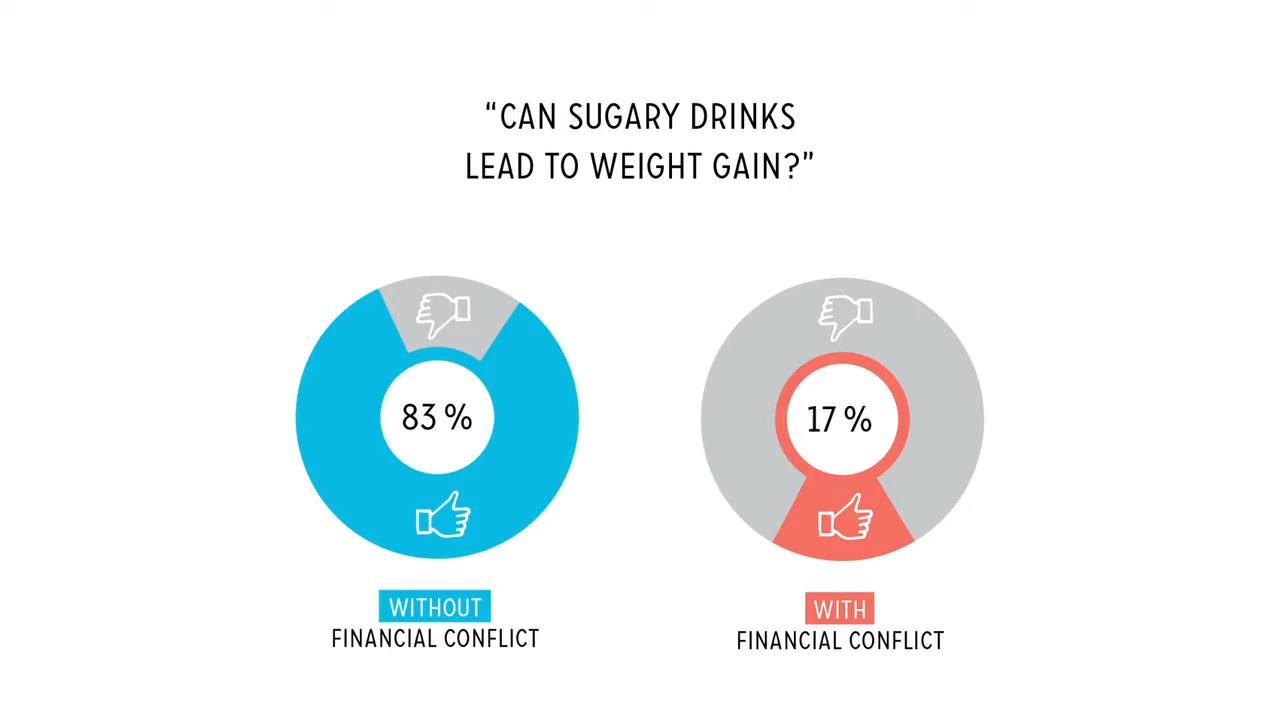 “CAN SUGARY DRINKS
LEAD TO WEIGHT GAIN?”
83 %
17 %
WITHOUT
FINANCIAL CONFLICT
WITH
FINANCIAL CONFLICT